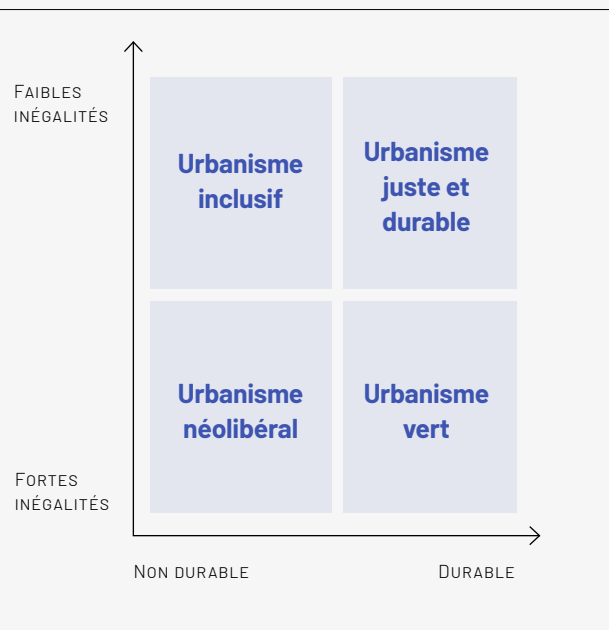 FAIBLES
INÉGALITÉS
Urbanisme
inclusif
Urbanisme
juste et
durable
Urbanisme
néolibéral
Urbanisme
vert
FORTES
INÉGALITÉS
NON DURABLE
DURABLE